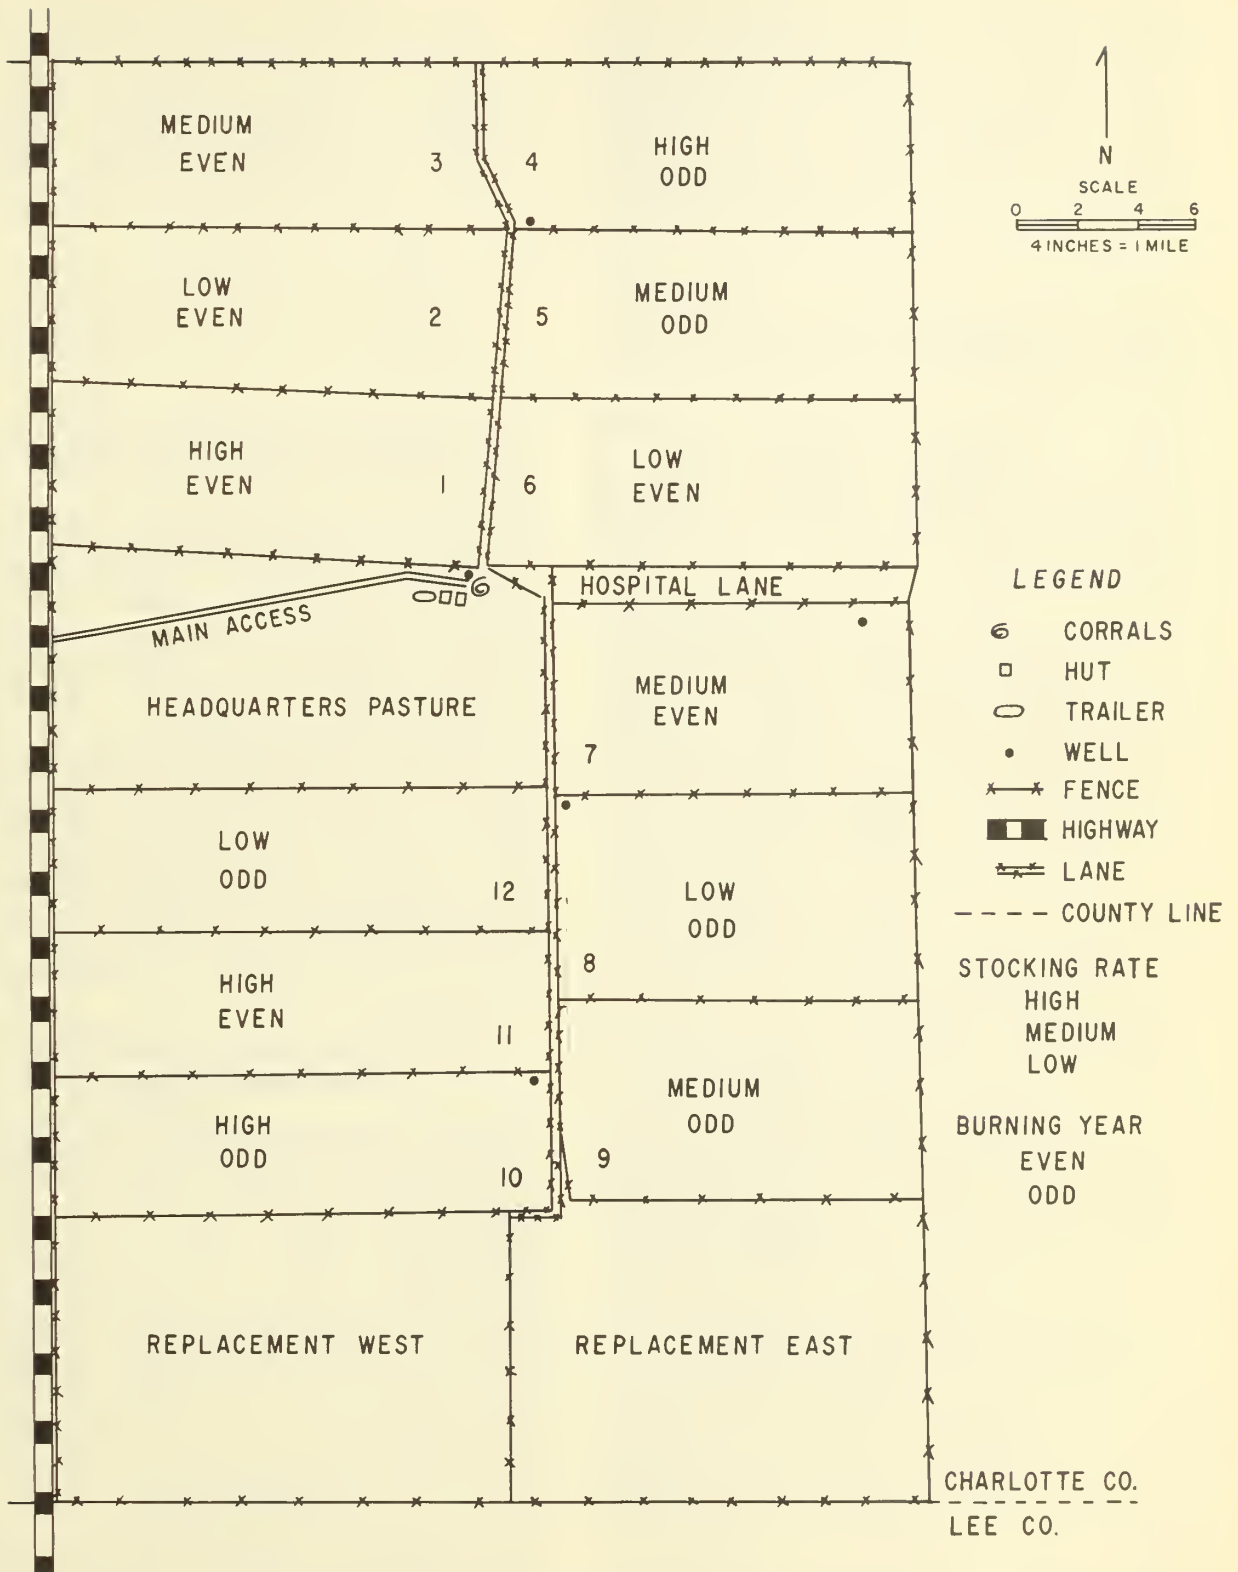 MEDIUM
EVEN
3
4
HIGH
ODD
N
SCALE
0 2 4 6
4 INCHES = 1 MILE
LOW
EVEN
2
5
MEDIUM
ODD
HIGH
EVEN
1
6
LOW
EVEN
HOSPITAL LANE
MAIN ACCESS
HEADQUARTERS PASTURE
MEDIUM
EVEN
7
LOW
ODD
12
LOW
ODD
8
HIGH
EVEN
11
MEDIUM
ODD
9
HIGH
ODD
10
REPLACEMENT WEST
REPLACEMENT EAST
LEGEND
CORRALS
HUT
TRAILER
WELL
FENCE
HIGHWAY
LANE
COUNTY LINE
STOCKING RATE
HIGH
MEDIUM
LOW
BURNING YEAR
EVEN
ODD
CHARLOTTE CO.
LEE CO.